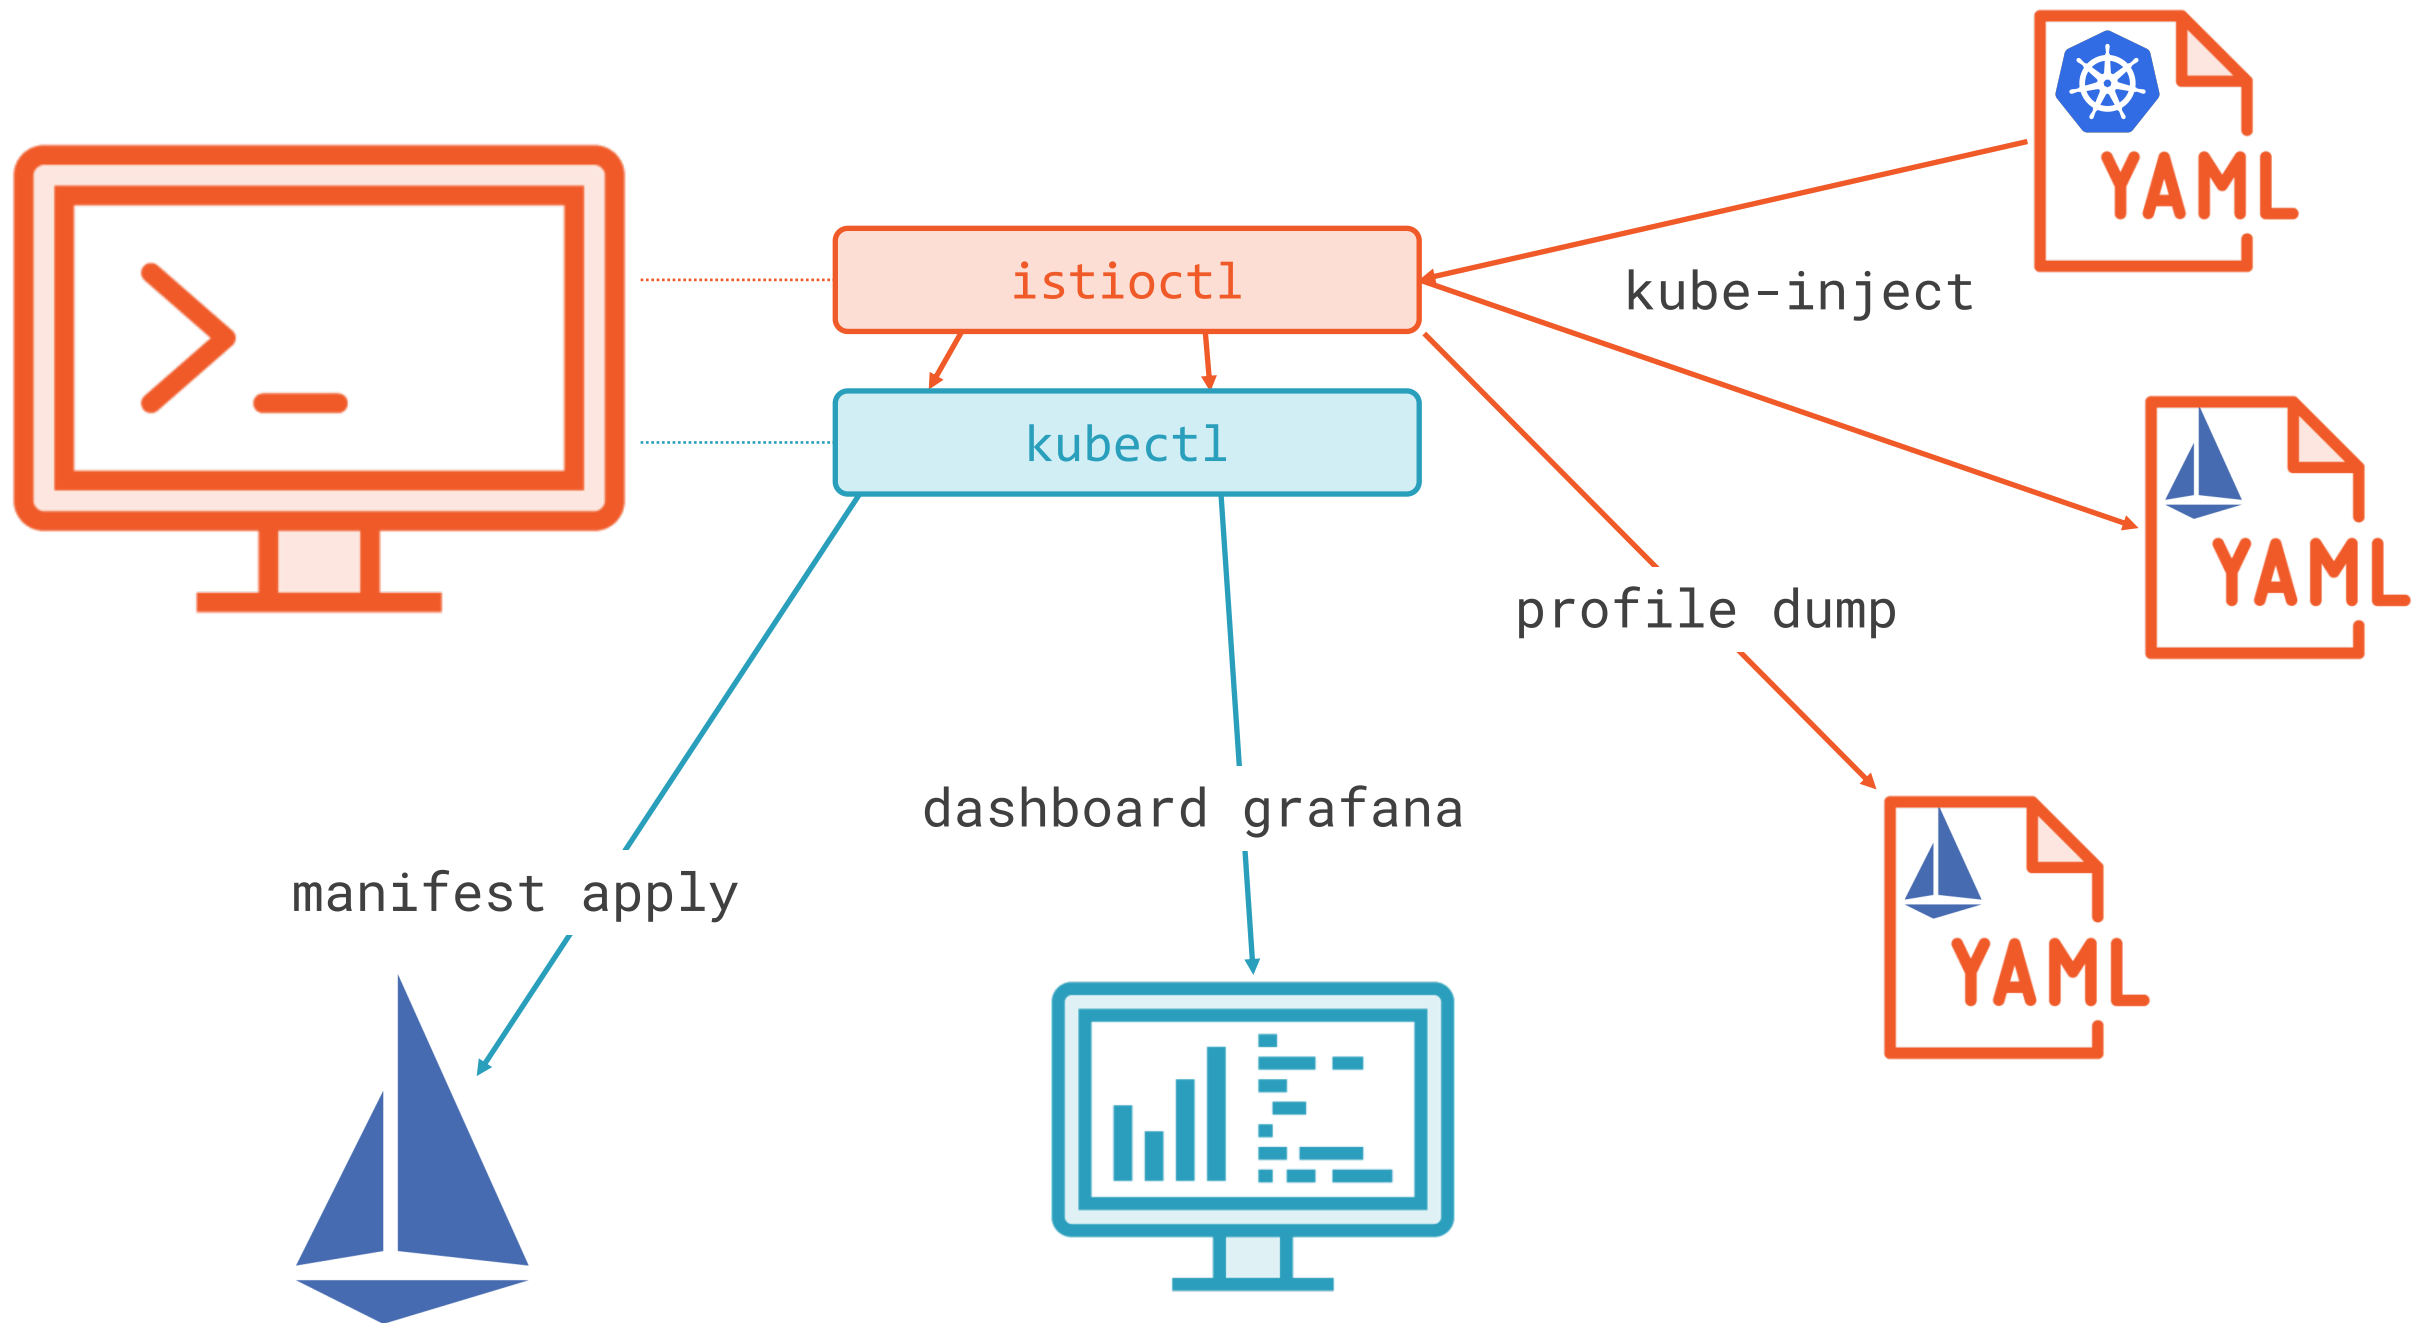 YAML
istioctl
kube-inject
kubectl
YAML
profile dump
dashboard grafana
manifest apply
YAML